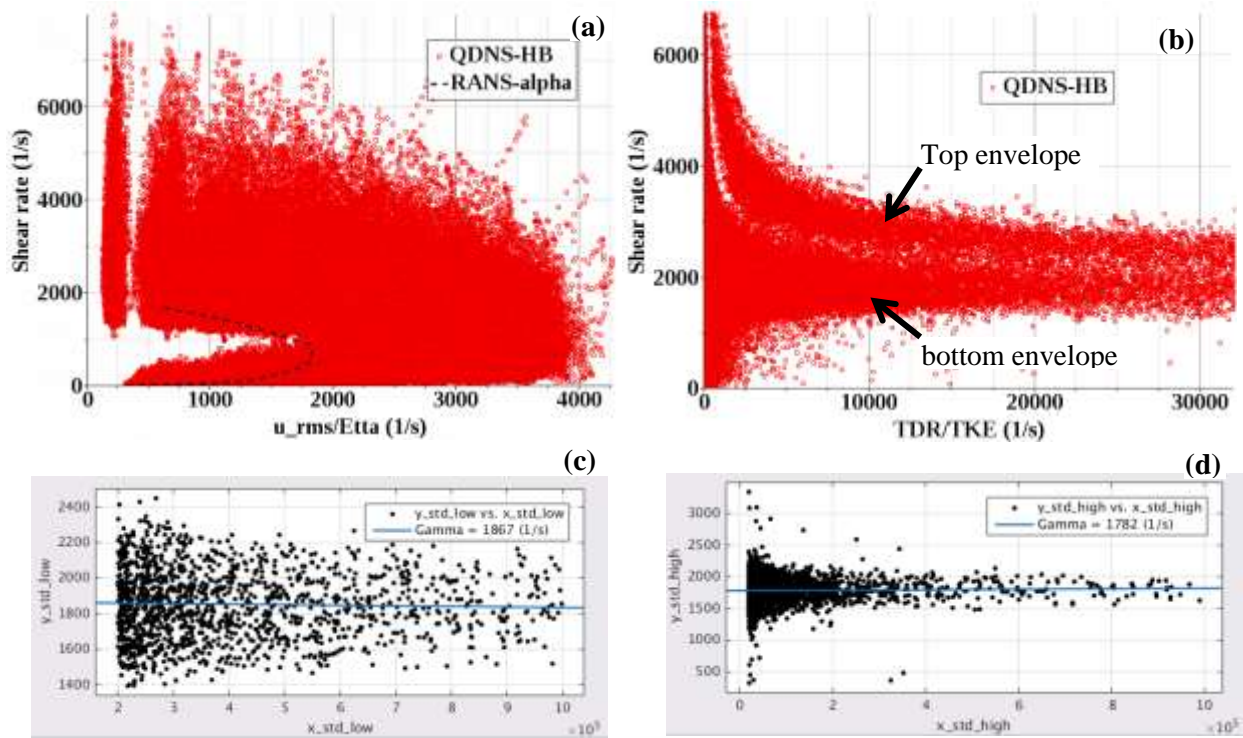 (a)
QDNS-HB
RANS-alpha
Shear rate (1/s)
6000
4000
2000
0
0
1000
2000
3000
4000
u_rms/Etta (1/s)
(b)
QDNS-HB
Top envelope
bottom envelope
Shear rate (1/s)
6000
4000
2000
0
0
10000
20000
30000
TDR/TKE (1/s)
(c)
y_std_low vs. x_std_low
Gamma = 1867 (1/s)
y_std_low
2400
2200
2000
1800
1600
1400
2
3
4
5
6
7
8
9
10
×10⁵
x_std_low
(d)
y_std_high vs. x_std_high
Gamma = 1782 (1/s)
y_std_high
3000
2500
2000
1500
1000
500
0
2
4
6
8
10
×10⁵
x_std_high